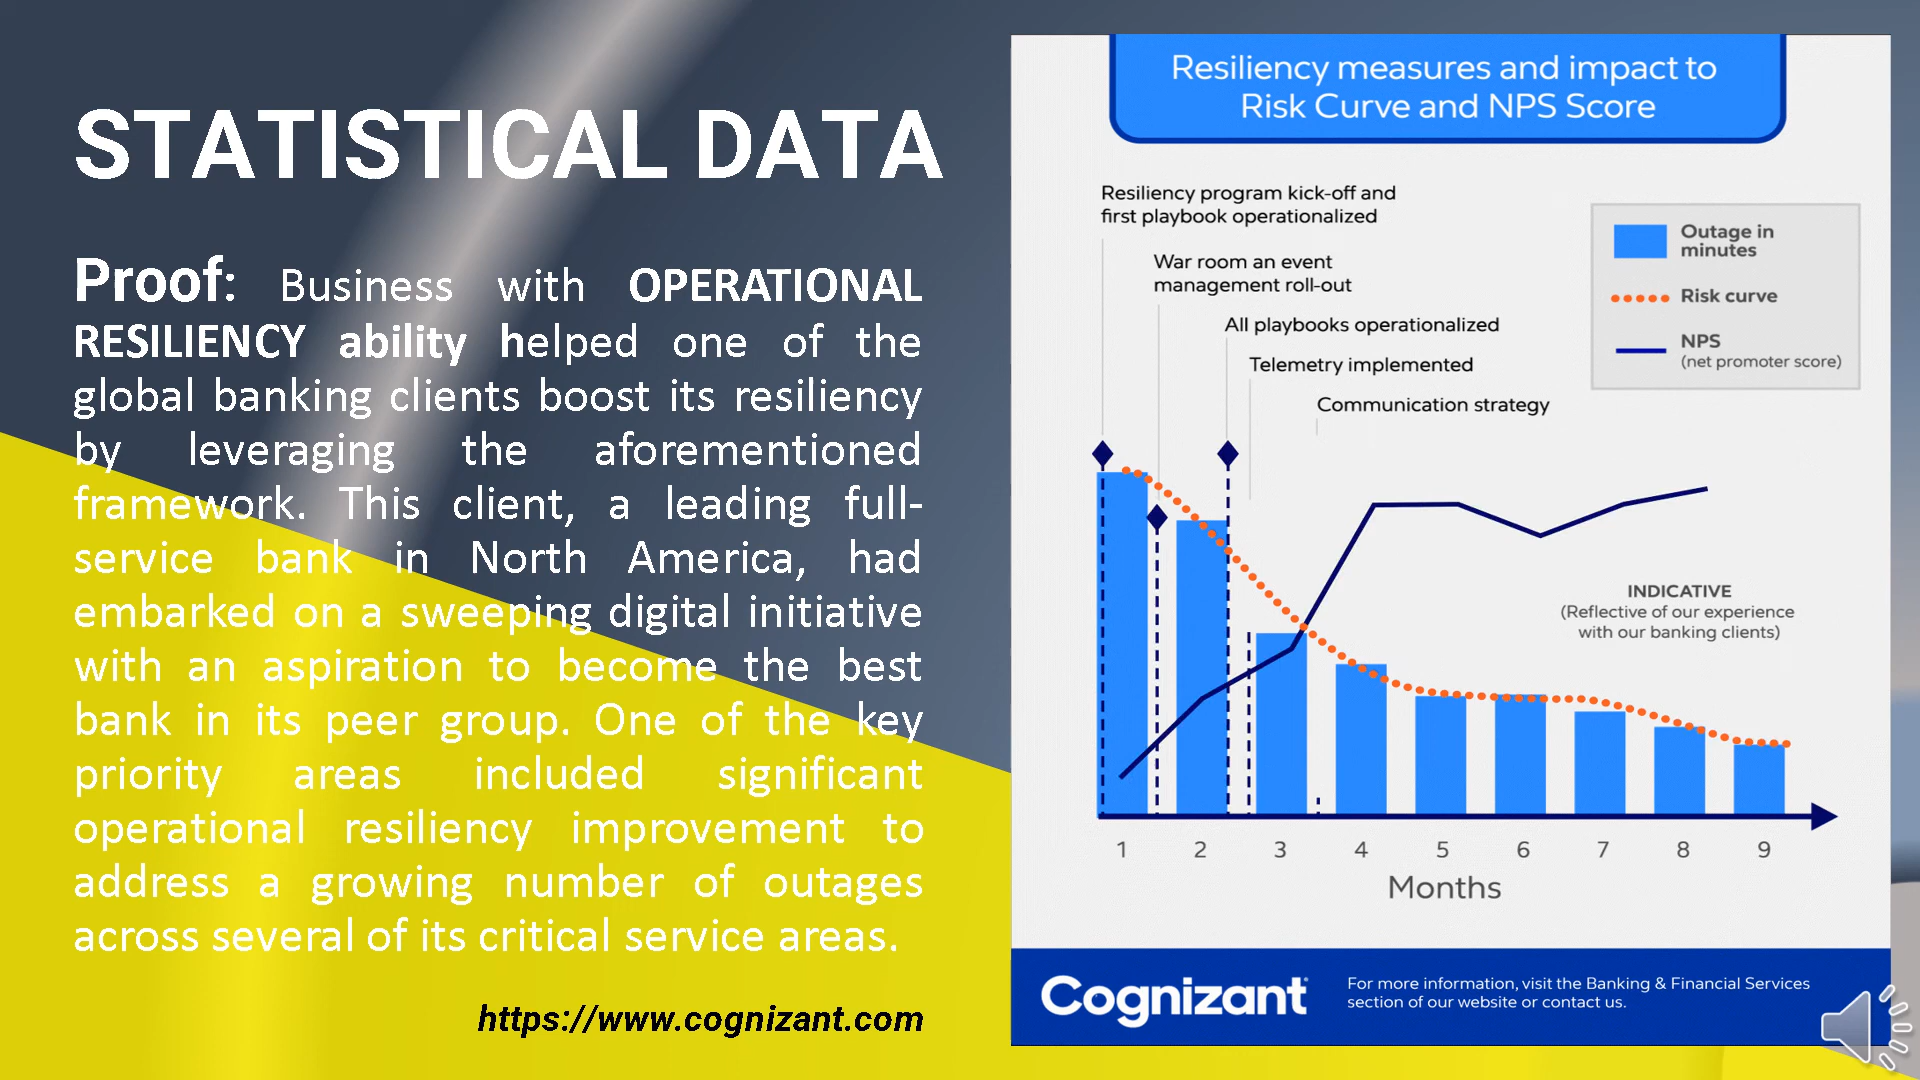 STATISTICAL DATA
Proof: Business with OPERATIONAL
RESILIENCY ability helped one of the
global banking clients boost its resiliency
by leveraging the aforementioned
framework. This client, a leading full-
service bank in North America, had
embarked on a sweeping digital initiative
with an aspiration to become the best
bank in its peer group. One of the key
priority areas included significant
operational resiliency improvement to
address a growing number of outages
across several of its critical service areas.
https://www.cognizant.com
Resiliency measures and impact to
Risk Curve and NPS Score
Resiliency program kick-off and
first playbook operationalized
War room an event
management roll-out
All playbooks operationalized
Telemetry implemented
Communication strategy
Outage in
minutes
Risk curve
NPS
(net promoter score)
INDICATIVE
(Reflective of our experience
with our banking clients)
1 2 3 4 5 6 7 8 9
Months
Cognizant
For more information, visit the Banking & Financial Services
section of our website or contact us.